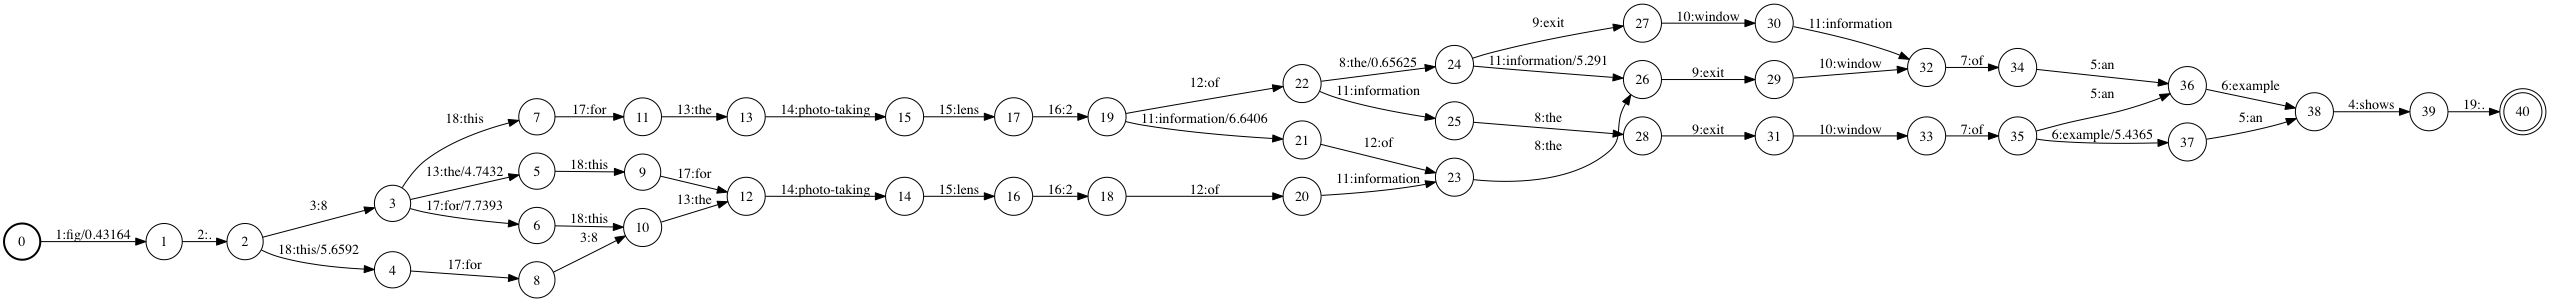 9:exit 27 10:window 30 11:information
8:the/0.65625 24 11:information/5.291 26 9:exit 29 10:window 32 7:of 34 5:an 36 6:example
12:of 22 11:information 25 8:the 5:an
18:this 7 17:for 11 13:the 13 14:photo-taking 15 15:lens 17 16:2 19 11:information/6.6406 21 12:of 8:the 28 9:exit 31 10:window 33 7:of 35 6:example/5.4365 37 5:an 38 4:shows 39 19:. 40
13:the/4.7432 5 18:this 9 17:for 11:information 23
3:8 3 17:for/7.7393 6 18:this 10 13:the 12 14:photo-taking 14 15:lens 16 16:2 18 12:of 20
0 1:fig/0.43164 1 2:. 2 18:this/5.6592 4 17:for 8 3:8